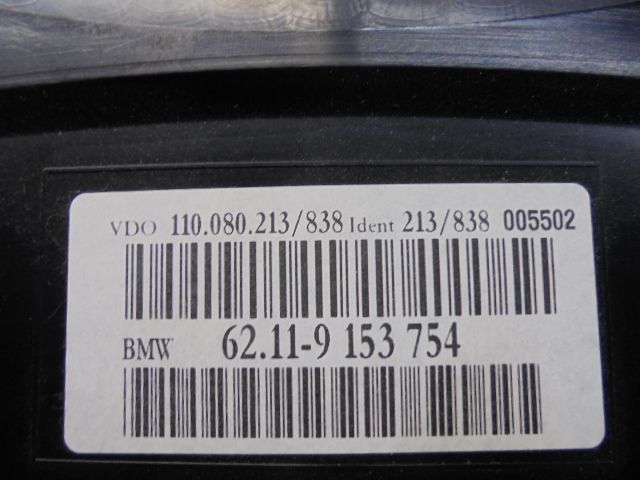 VDO 110.080.213/838 Ident 213/838 005502
BMW 62.11-9 153 754